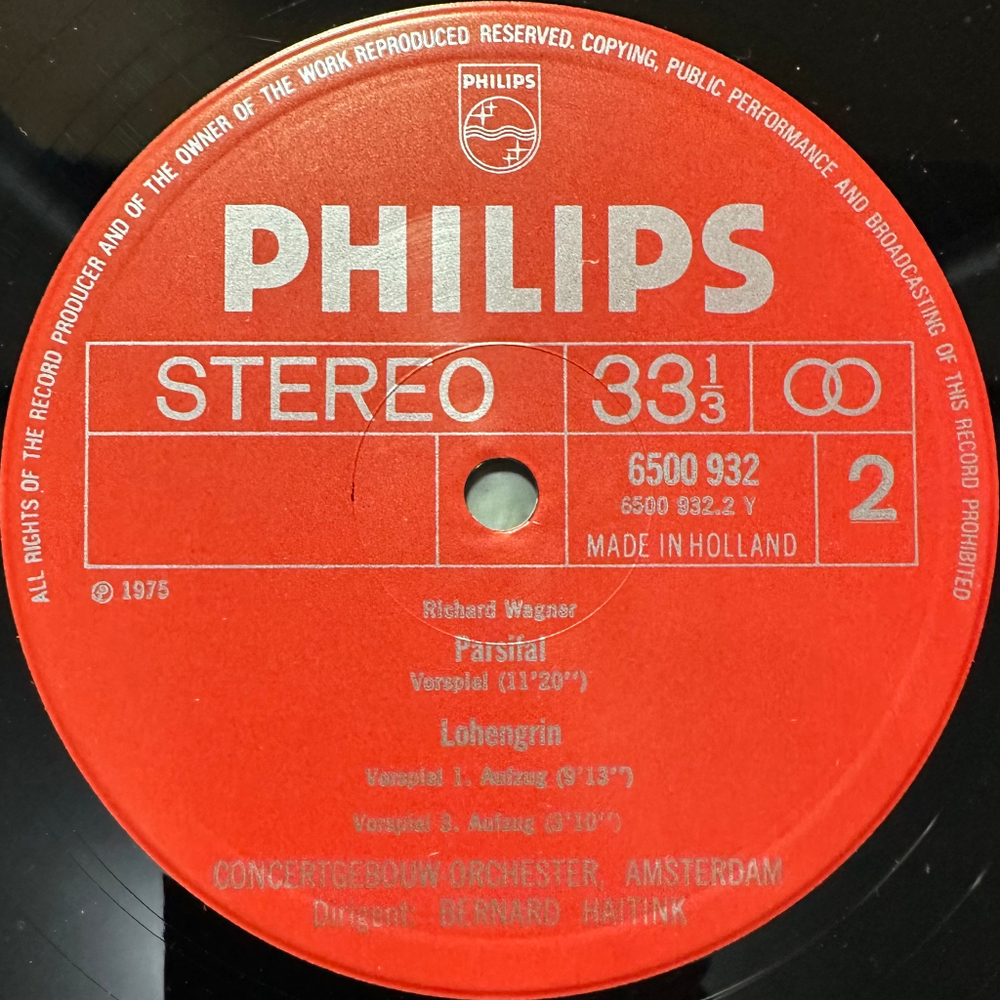 ALL RIGHTS OF THE RECORD PRODUCER AND OF THE OWNER OF THE WORK REPRODUCED RESERVED. COPYING, PUBLIC PERFORMANCE AND BROADCASTING OF THIS RECORD PROHIBITED
PHILIPS
PHILIPS
STEREO 33 1/3
6500 932 2
6500 932.2 Y
MADE IN HOLLAND
℗ 1975
Richard Wagner
Parsifal
Vorspiel (11'20'')
Lohengrin
Vorspiel 1. Aufzug (9'13'')
Vorspiel 3. Aufzug (3'10'')
CONCERTGEBOUW-ORCHESTER, AMSTERDAM
Dirigent: BERNARD HAITINK